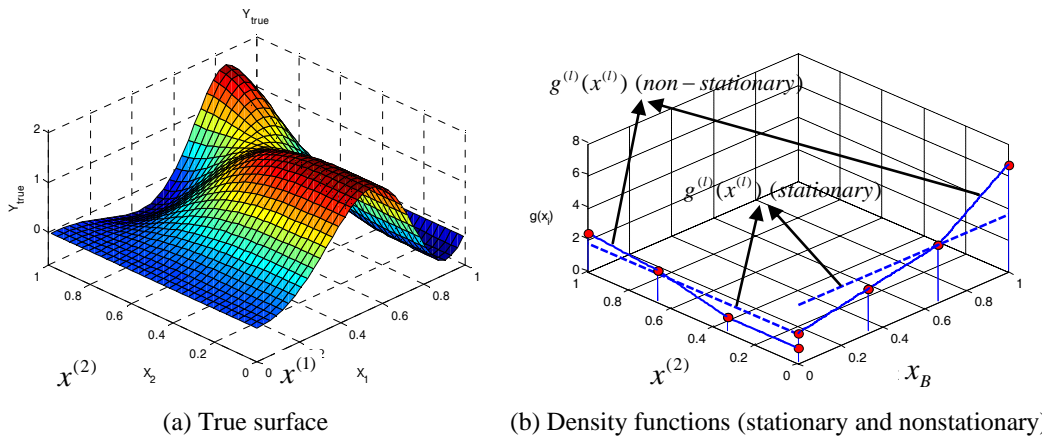 Y_true
2
1
0
Y_true
1
0.8
0.6
0.4
0.2
0
0
0.4
0.6
0.8
1
x^(2)
X_2
x^(1)
X_1
(a) True surface
g^(l)(x^(l)) (non-stationary)
g^(l)(x^(l)) (stationary)
8
6
4
2
0
g(x_l)
1
0.8
0.6
0.4
0.2
0
0
0.2
0.4
0.6
0.8
1
x^(2)
x_B
(b) Density functions (stationary and nonstationary)